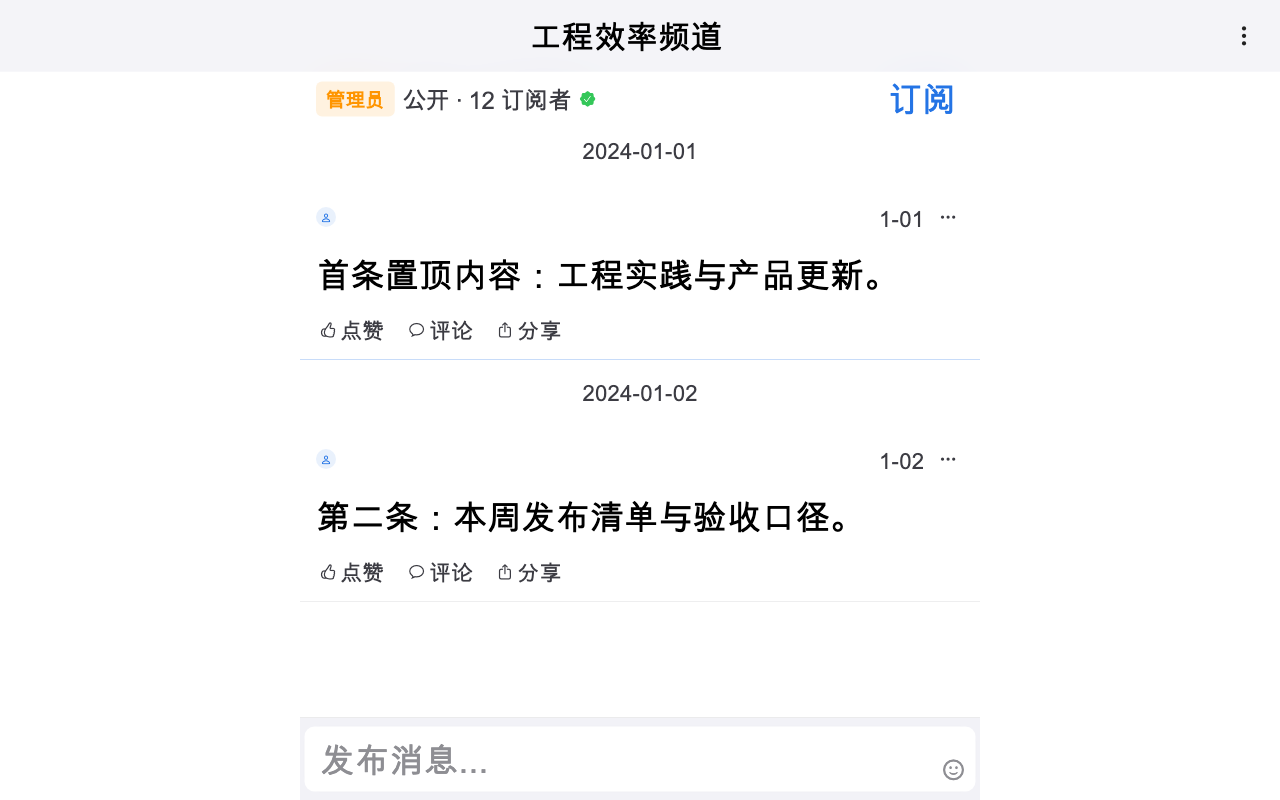 工程效率频道
管理员 公开 · 12 订阅者 订阅
2024-01-01
1-01
首条置顶内容：工程实践与产品更新。
点赞 评论 分享
2024-01-02
1-02
第二条：本周发布清单与验收口径。
点赞 评论 分享
发布消息...